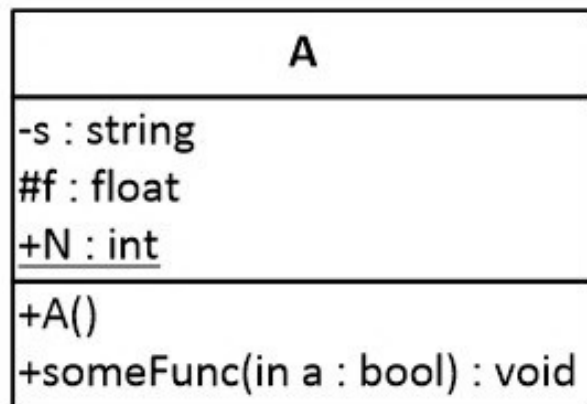 A
-s : string
#f : float
+N : int
+A()
+someFunc(in a : bool) : void